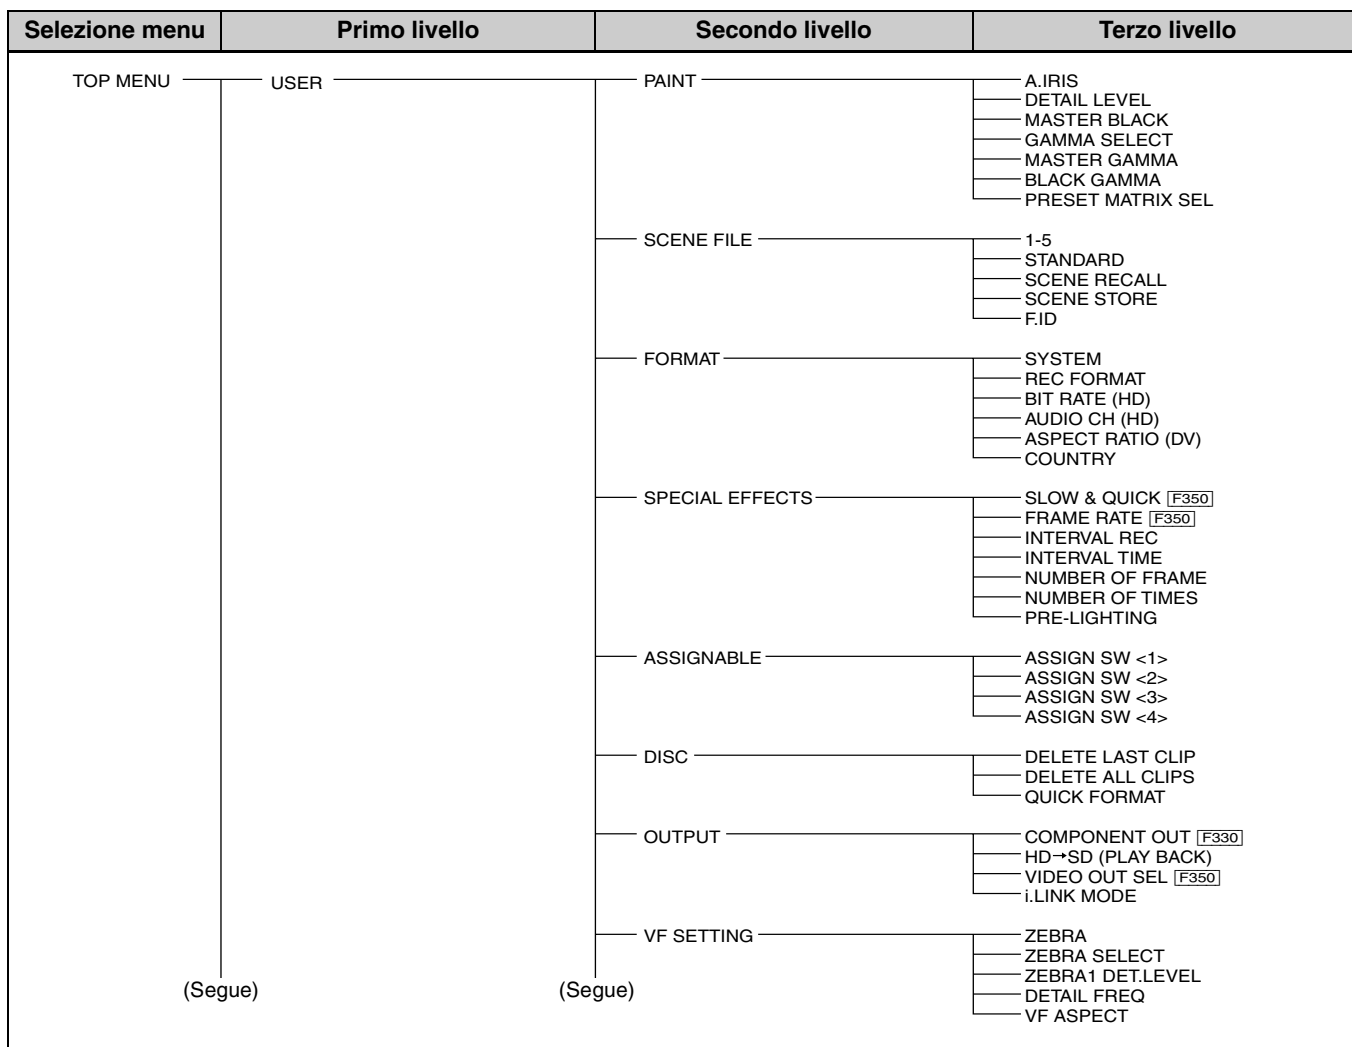 Selezione menu Primo livello Secondo livello Terzo livello
TOP MENU USER PAINT A.IRIS
DETAIL LEVEL
MASTER BLACK
GAMMA SELECT
MASTER GAMMA
BLACK GAMMA
PRESET MATRIX SEL
SCENE FILE 1-5
STANDARD
SCENE RECALL
SCENE STORE
F.ID
FORMAT SYSTEM
REC FORMAT
BIT RATE (HD)
AUDIO CH (HD)
ASPECT RATIO (DV)
COUNTRY
SPECIAL EFFECTS SLOW & QUICK F350
FRAME RATE F350
INTERVAL REC
INTERVAL TIME
NUMBER OF FRAME
NUMBER OF TIMES
PRE-LIGHTING
ASSIGNABLE ASSIGN SW <1>
ASSIGN SW <2>
ASSIGN SW <3>
ASSIGN SW <4>
DISC DELETE LAST CLIP
DELETE ALL CLIPS
QUICK FORMAT
OUTPUT COMPONENT OUT F330
HD→SD (PLAY BACK)
VIDEO OUT SEL F350
i.LINK MODE
VF SETTING ZEBRA
ZEBRA SELECT
ZEBRA1 DET.LEVEL
(Segue) (Segue) DETAIL FREQ
VF ASPECT